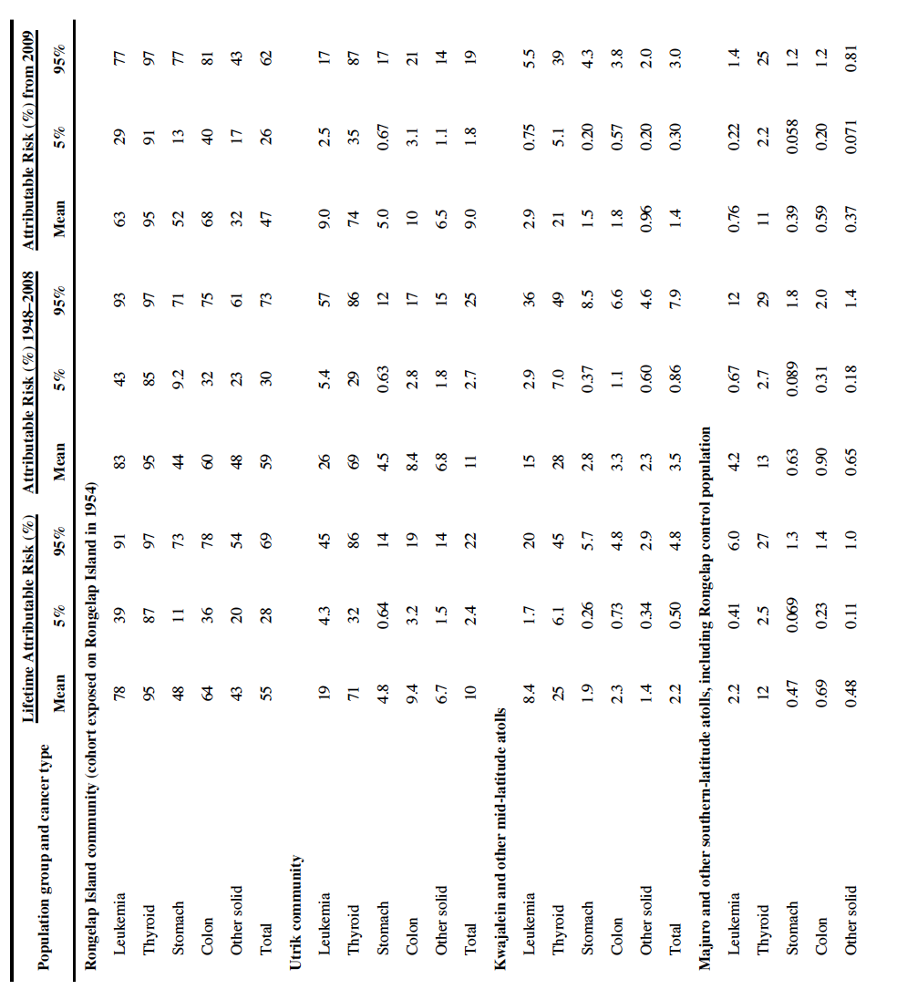 Lifetime Attributable Risk (%) Attributable Risk (%) 1948–2008 Attributable Risk (%) from 2009
Population group and cancer type Mean 5% 95% Mean 5% 95% Mean 5% 95%
Rongelap Island community (cohort exposed on Rongelap Island in 1954)
Leukemia 78 39 91 83 43 93 63 29 77
Thyroid 95 87 97 95 85 97 95 91 97
Stomach 48 11 73 44 9.2 71 52 13 77
Colon 64 36 78 60 32 75 68 40 81
Other solid 43 20 54 48 23 61 32 17 43
Total 55 28 69 59 30 73 47 26 62
Utrik community
Leukemia 19 4.3 45 26 5.4 57 9.0 2.5 17
Thyroid 71 32 86 69 29 86 74 35 87
Stomach 4.8 0.64 14 4.5 0.63 12 5.0 0.67 17
Colon 9.4 3.2 19 8.4 2.8 17 10 3.1 21
Other solid 6.7 1.5 14 6.8 1.8 15 6.5 1.1 14
Total 10 2.4 22 11 2.7 25 9.0 1.8 19
Kwajalein and other mid-latitude atolls
Leukemia 8.4 1.7 20 15 2.9 36 2.9 0.75 5.5
Thyroid 25 6.1 45 28 7.0 49 21 5.1 39
Stomach 1.9 0.26 5.7 2.8 0.37 8.5 1.5 0.20 4.3
Colon 2.3 0.73 4.8 3.3 1.1 6.6 1.8 0.57 3.8
Other solid 1.4 0.34 2.9 2.3 0.60 4.6 0.96 0.20 2.0
Total 2.2 0.50 4.8 3.5 0.86 7.9 1.4 0.30 3.0
Majuro and other southern-latitude atolls, including Rongelap control population
Leukemia 2.2 0.41 6.0 4.2 0.67 12 0.76 0.22 1.4
Thyroid 12 2.5 27 13 2.7 29 11 2.2 25
Stomach 0.47 0.069 1.3 0.63 0.089 1.8 0.39 0.058 1.2
Colon 0.69 0.23 1.4 0.90 0.31 2.0 0.59 0.20 1.2
Other solid 0.48 0.11 1.0 0.65 0.18 1.4 0.37 0.071 0.81